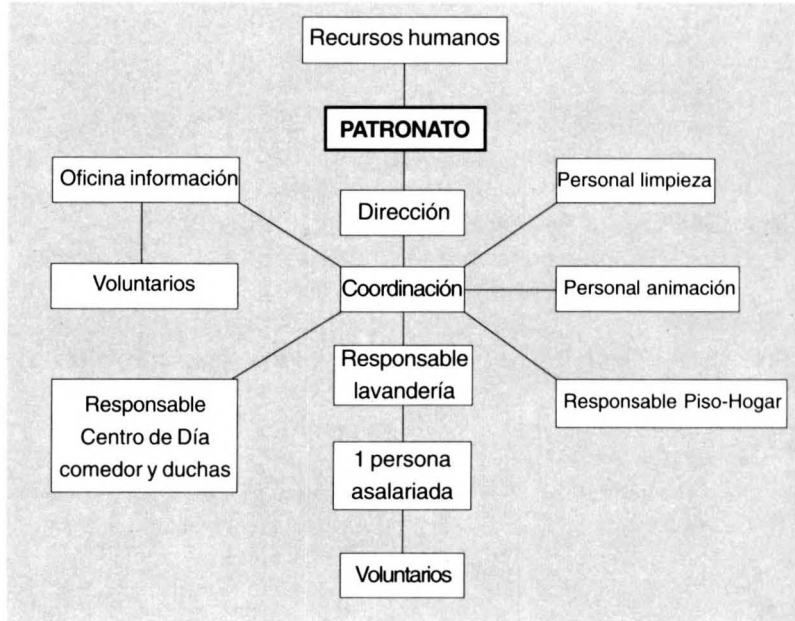 Recursos humanos
PATRONATO
Oficina información
Personal limpieza
Dirección
Voluntarios
Coordinación
Personal animación
Responsable
lavandería
Responsable
Centro de Día
comedor y duchas
Responsable Piso-Hogar
1 persona
asalariada
Voluntarios